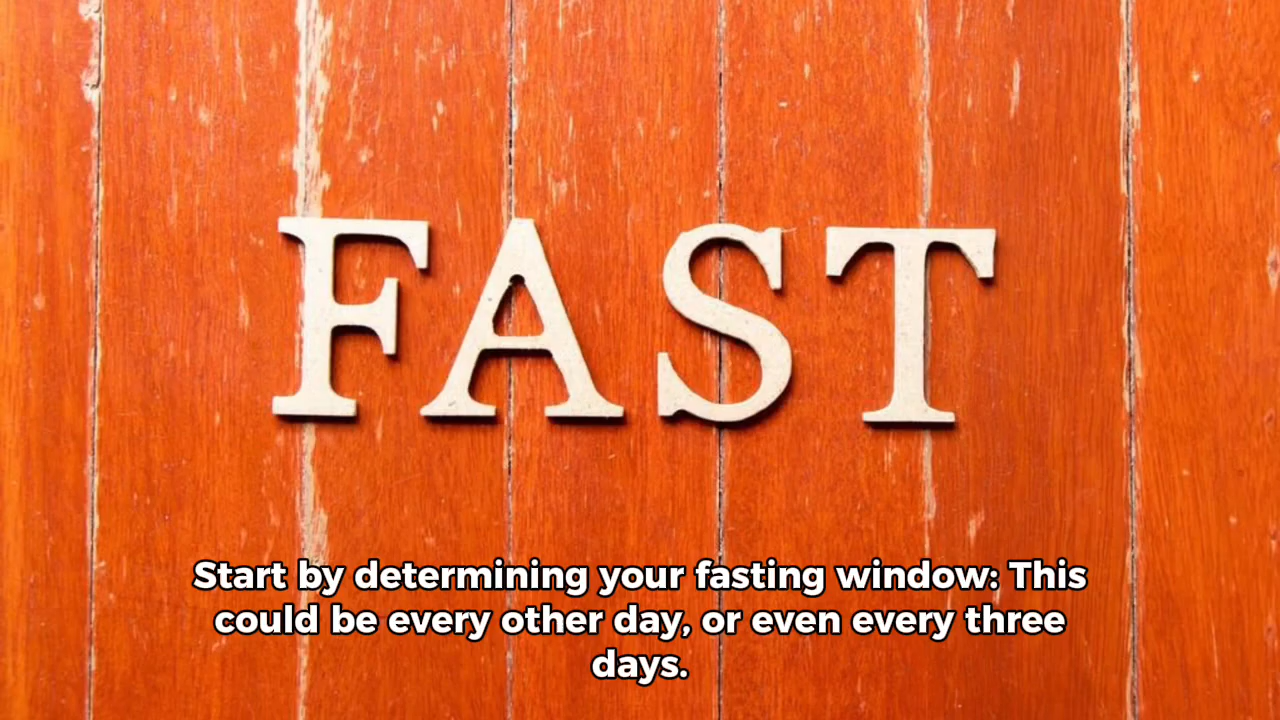 FAST
Start by determining your fasting window: This
could be every other day, or even every three
days.